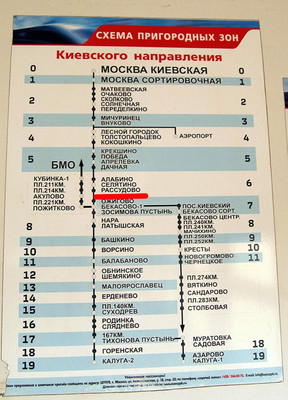 СХЕМА ПРИГОРОДНЫХ ЗОН
Киевского направления
0 МОСКВА КИЕВСКАЯ 0
1 МОСКВА СОРТИРОВОЧНАЯ 1
МАТВЕЕВСКАЯ
ОЧАКОВО
2 СКОЛКОВО 2
СОЛНЕЧНАЯ
ПЕРЕДЕЛКИНО
3 МИЧУРИНЕЦ 3
ВНУКОВО
ЛЕСНОЙ ГОРОДОК
4 ТОЛСТОПАЛЬЦЕВО АЭРОПОРТ 4
КОКОШКИНО
КРЕКШИНО
5 ПОБЕДА 5
АПРЕЛЕВКА
ДАЧНАЯ
БМО
КУБИНКА-1 АЛАБИНО
ПЛ.211КМ. СЕЛЯТИНО 6
ПЛ.214КМ. РАССУДОВО
АКУЛОВО
ПЛ.221КМ. ОЖИГОВО
ПОЖИТКОВО БЕКАСОВО-1 ПОС.КИЕВСКИЙ 7
ЗОСИМОВА ПУСТЫНЬ БЕКАСОВО СОРТ.
БЕКАСОВО ЦЕНТР.
8 НАРА ПЛ.240КМ. 8
ЛАТЫШСКАЯ ПЛ.241КМ.
МАЧИХИНО
9 БАШКИНО ПЛ.250КМ. 9
ПЛ.252КМ.
10 ВОРСИНО КРЕСТЫ 10
11 БАЛАБАНОВО НОВОГРОМОВО 11
ЧЕРНЕЦКОЕ
12 ОБНИНСКОЕ ПЛ.274КМ.
ШЕМЯКИНО
13 МАЛОЯРОСЛАВЕЦ ВЯТКИНО
14 ЕРДЕНЕВО САНДАРОВО
15 ПЛ.140КМ. ПЛ.283КМ.
СУХОДРЕВ
16 РОДИНКА СТОЛБОВАЯ
СЛЯДНЕВО
17 167КМ.
ТИХОНОВА ПУСТЫНЬ
18 ГОРЕНСКАЯ МУРАТОВКА 18
САДОВАЯ
19 КАЛУГА-1 АЗАРОВО 19
КАЛУГА-2